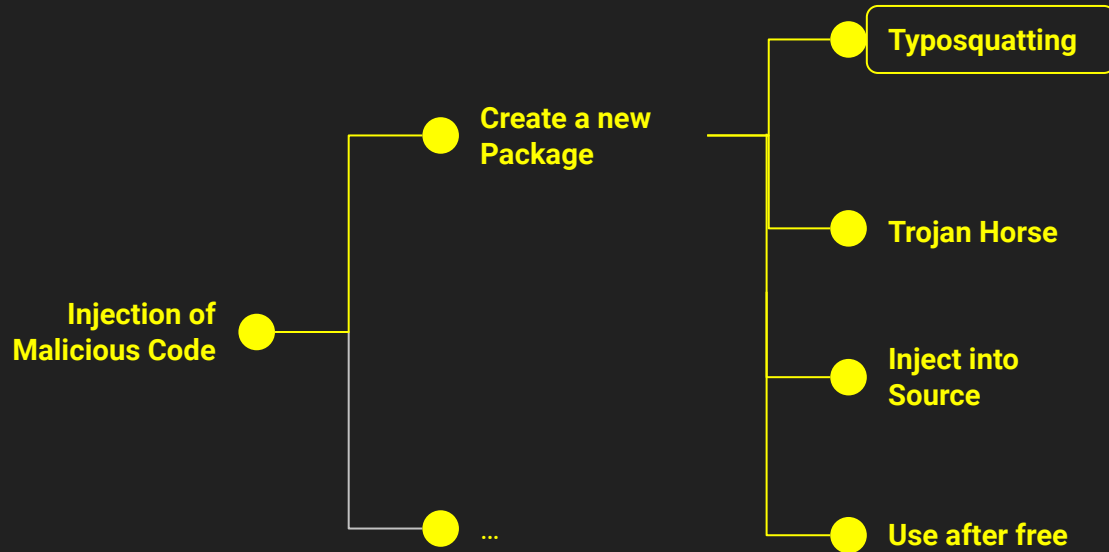 Typosquatting
Create a new
Package
Trojan Horse
Injection of
Malicious Code
Inject into
Source
...
Use after free